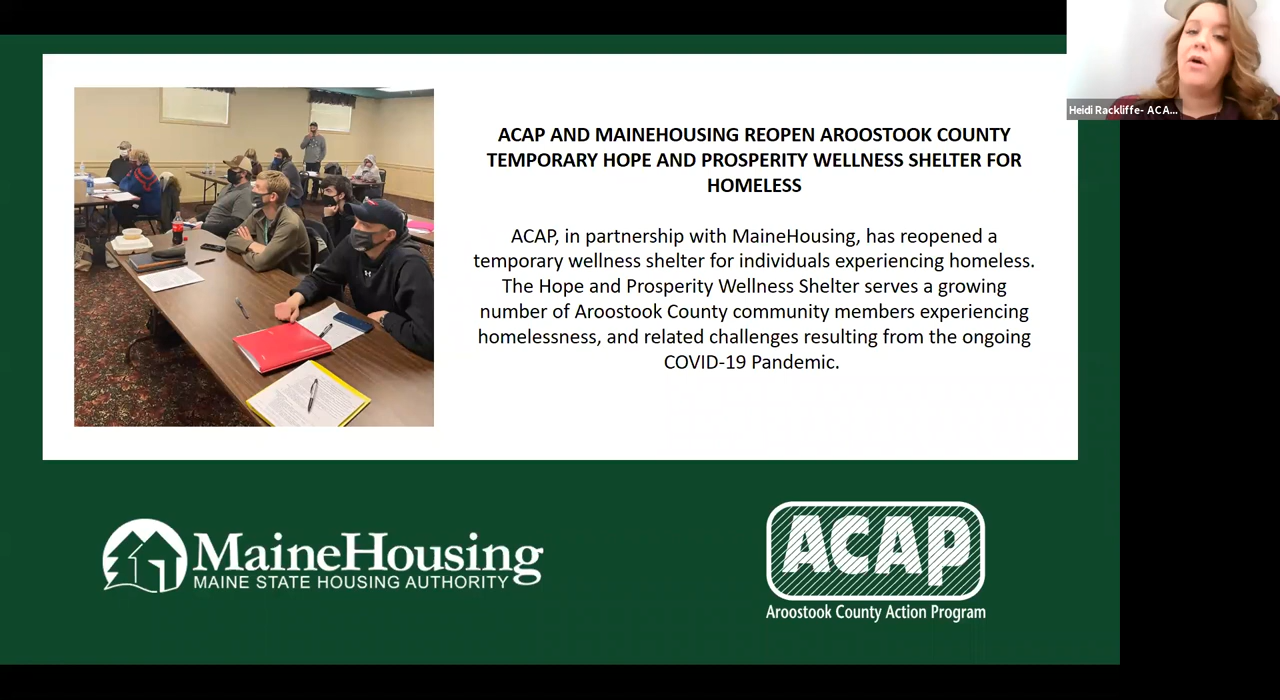 Heidi Rackliffe- ACA...
ACAP AND MAINEHOUSING REOPEN AROOSTOOK COUNTY
TEMPORARY HOPE AND PROSPERITY WELLNESS SHELTER FOR
HOMELESS
ACAP, in partnership with MaineHousing, has reopened a
temporary wellness shelter for individuals experiencing homeless.
The Hope and Prosperity Wellness Shelter serves a growing
number of Aroostook County community members experiencing
homelessness, and related challenges resulting from the ongoing
COVID-19 Pandemic.
MaineHousing
MAINE STATE HOUSING AUTHORITY
ACAP
Aroostook County Action Program